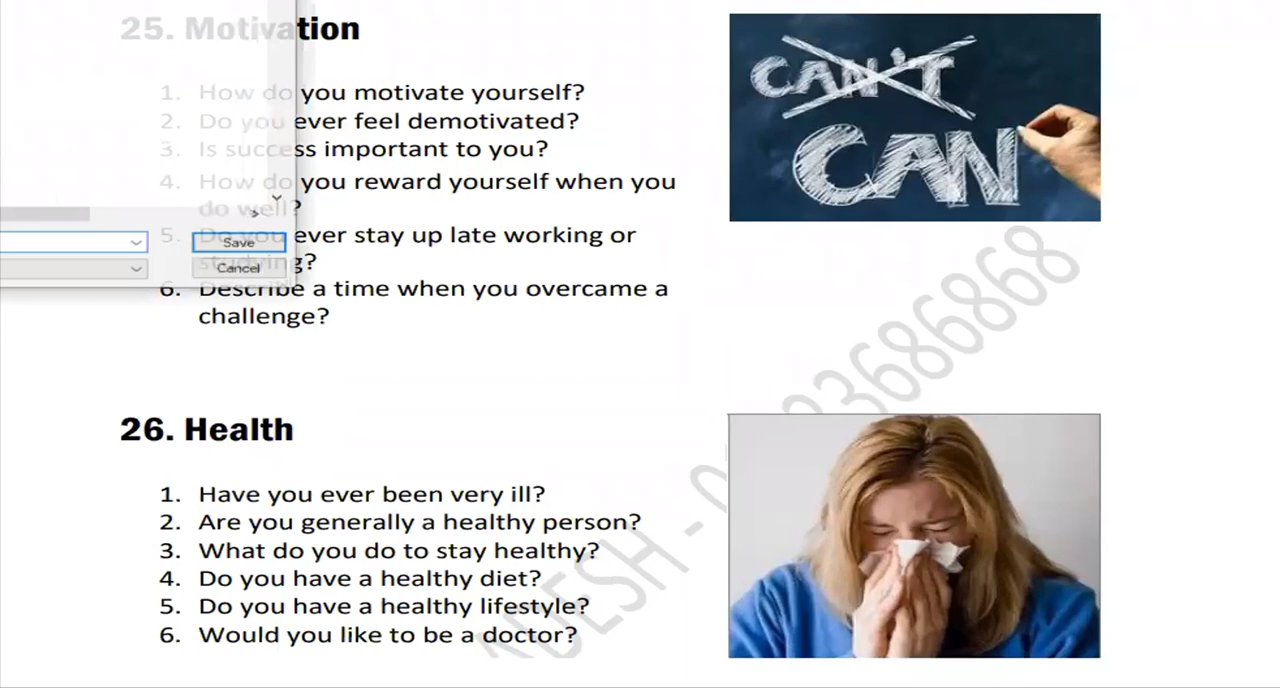 25. Motivation
CAN'T
CAN
1. How do you motivate yourself?
2. Do you ever feel demotivated?
3. Is success important to you?
4. How do you reward yourself when you
do well?
5. Do you ever stay up late working or
studying?
Save
Cancel
6. Describe a time when you overcame a
challenge?
26. Health
1. Have you ever been very ill?
2. Are you generally a healthy person?
3. What do you do to stay healthy?
4. Do you have a healthy diet?
5. Do you have a healthy lifestyle?
6. Would you like to be a doctor?